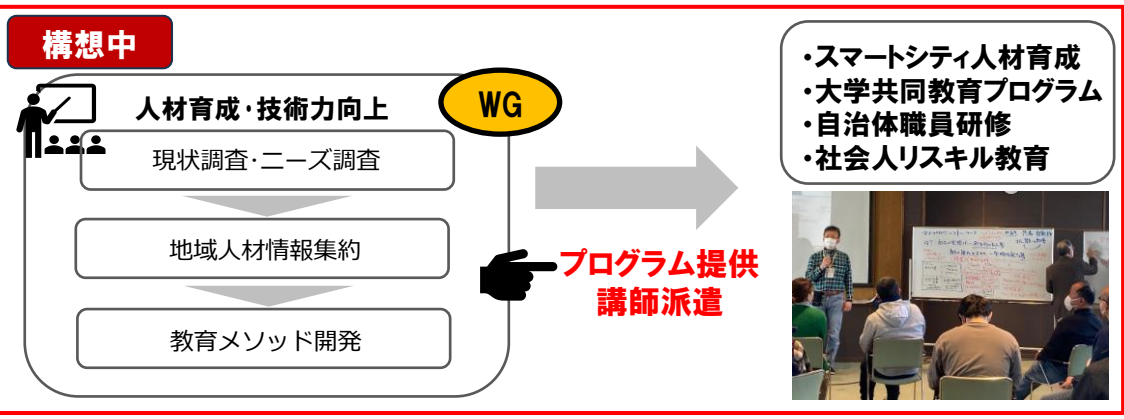 構想中
人材育成・技術力向上
WG
現状調査・ニーズ調査
地域人材情報集約
教育メソッド開発
プログラム提供
講師派遣
・スマートシティ人材育成
・大学共同教育プログラム
・自治体職員研修
・社会人リスキル教育